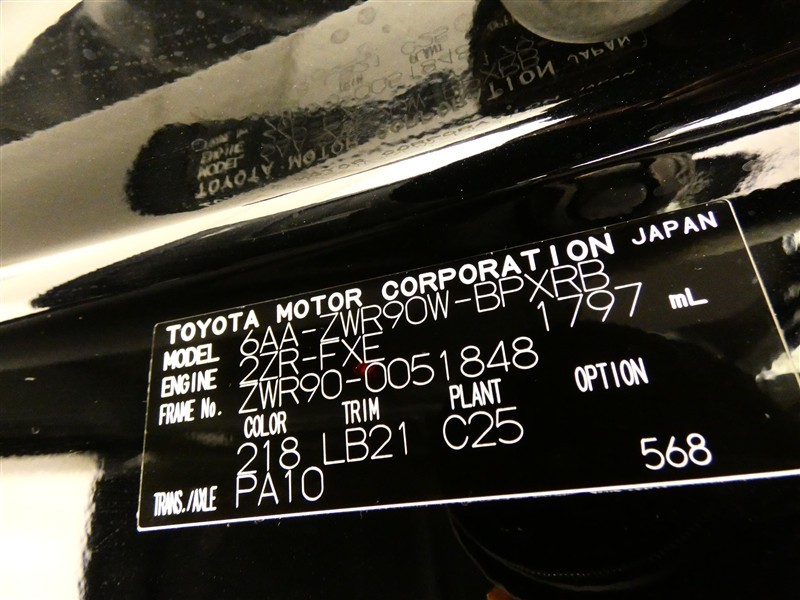 TOYOTA MOTOR CORPORATION JAPAN
MODEL 6AA-ZWR90W-BPXRB
ENGINE 2ZR-FXE 1797 mL
FRAME No. ZWR90-0051848
COLOR TRIM PLANT OPTION
218 LB21 C25
TRANS./AXLE PA10 568